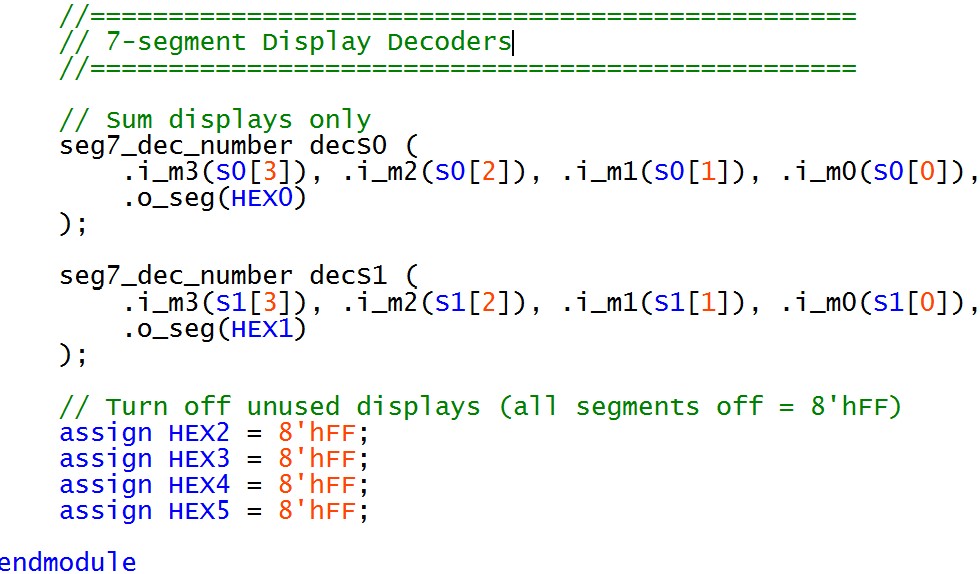 //=================================================
// 7-segment Display Decoders
//=================================================
// Sum displays only
seg7_dec_number decS0 (
.i_m3(S0[3]), .i_m2(S0[2]), .i_m1(S0[1]), .i_m0(S0[0]),
.o_seg(HEX0)
);
seg7_dec_number decS1 (
.i_m3(S1[3]), .i_m2(S1[2]), .i_m1(S1[1]), .i_m0(S1[0]),
.o_seg(HEX1)
);
// Turn off unused displays (all segments off = 8'hFF)
assign HEX2 = 8'hFF;
assign HEX3 = 8'hFF;
assign HEX4 = 8'hFF;
assign HEX5 = 8'hFF;
endmodule